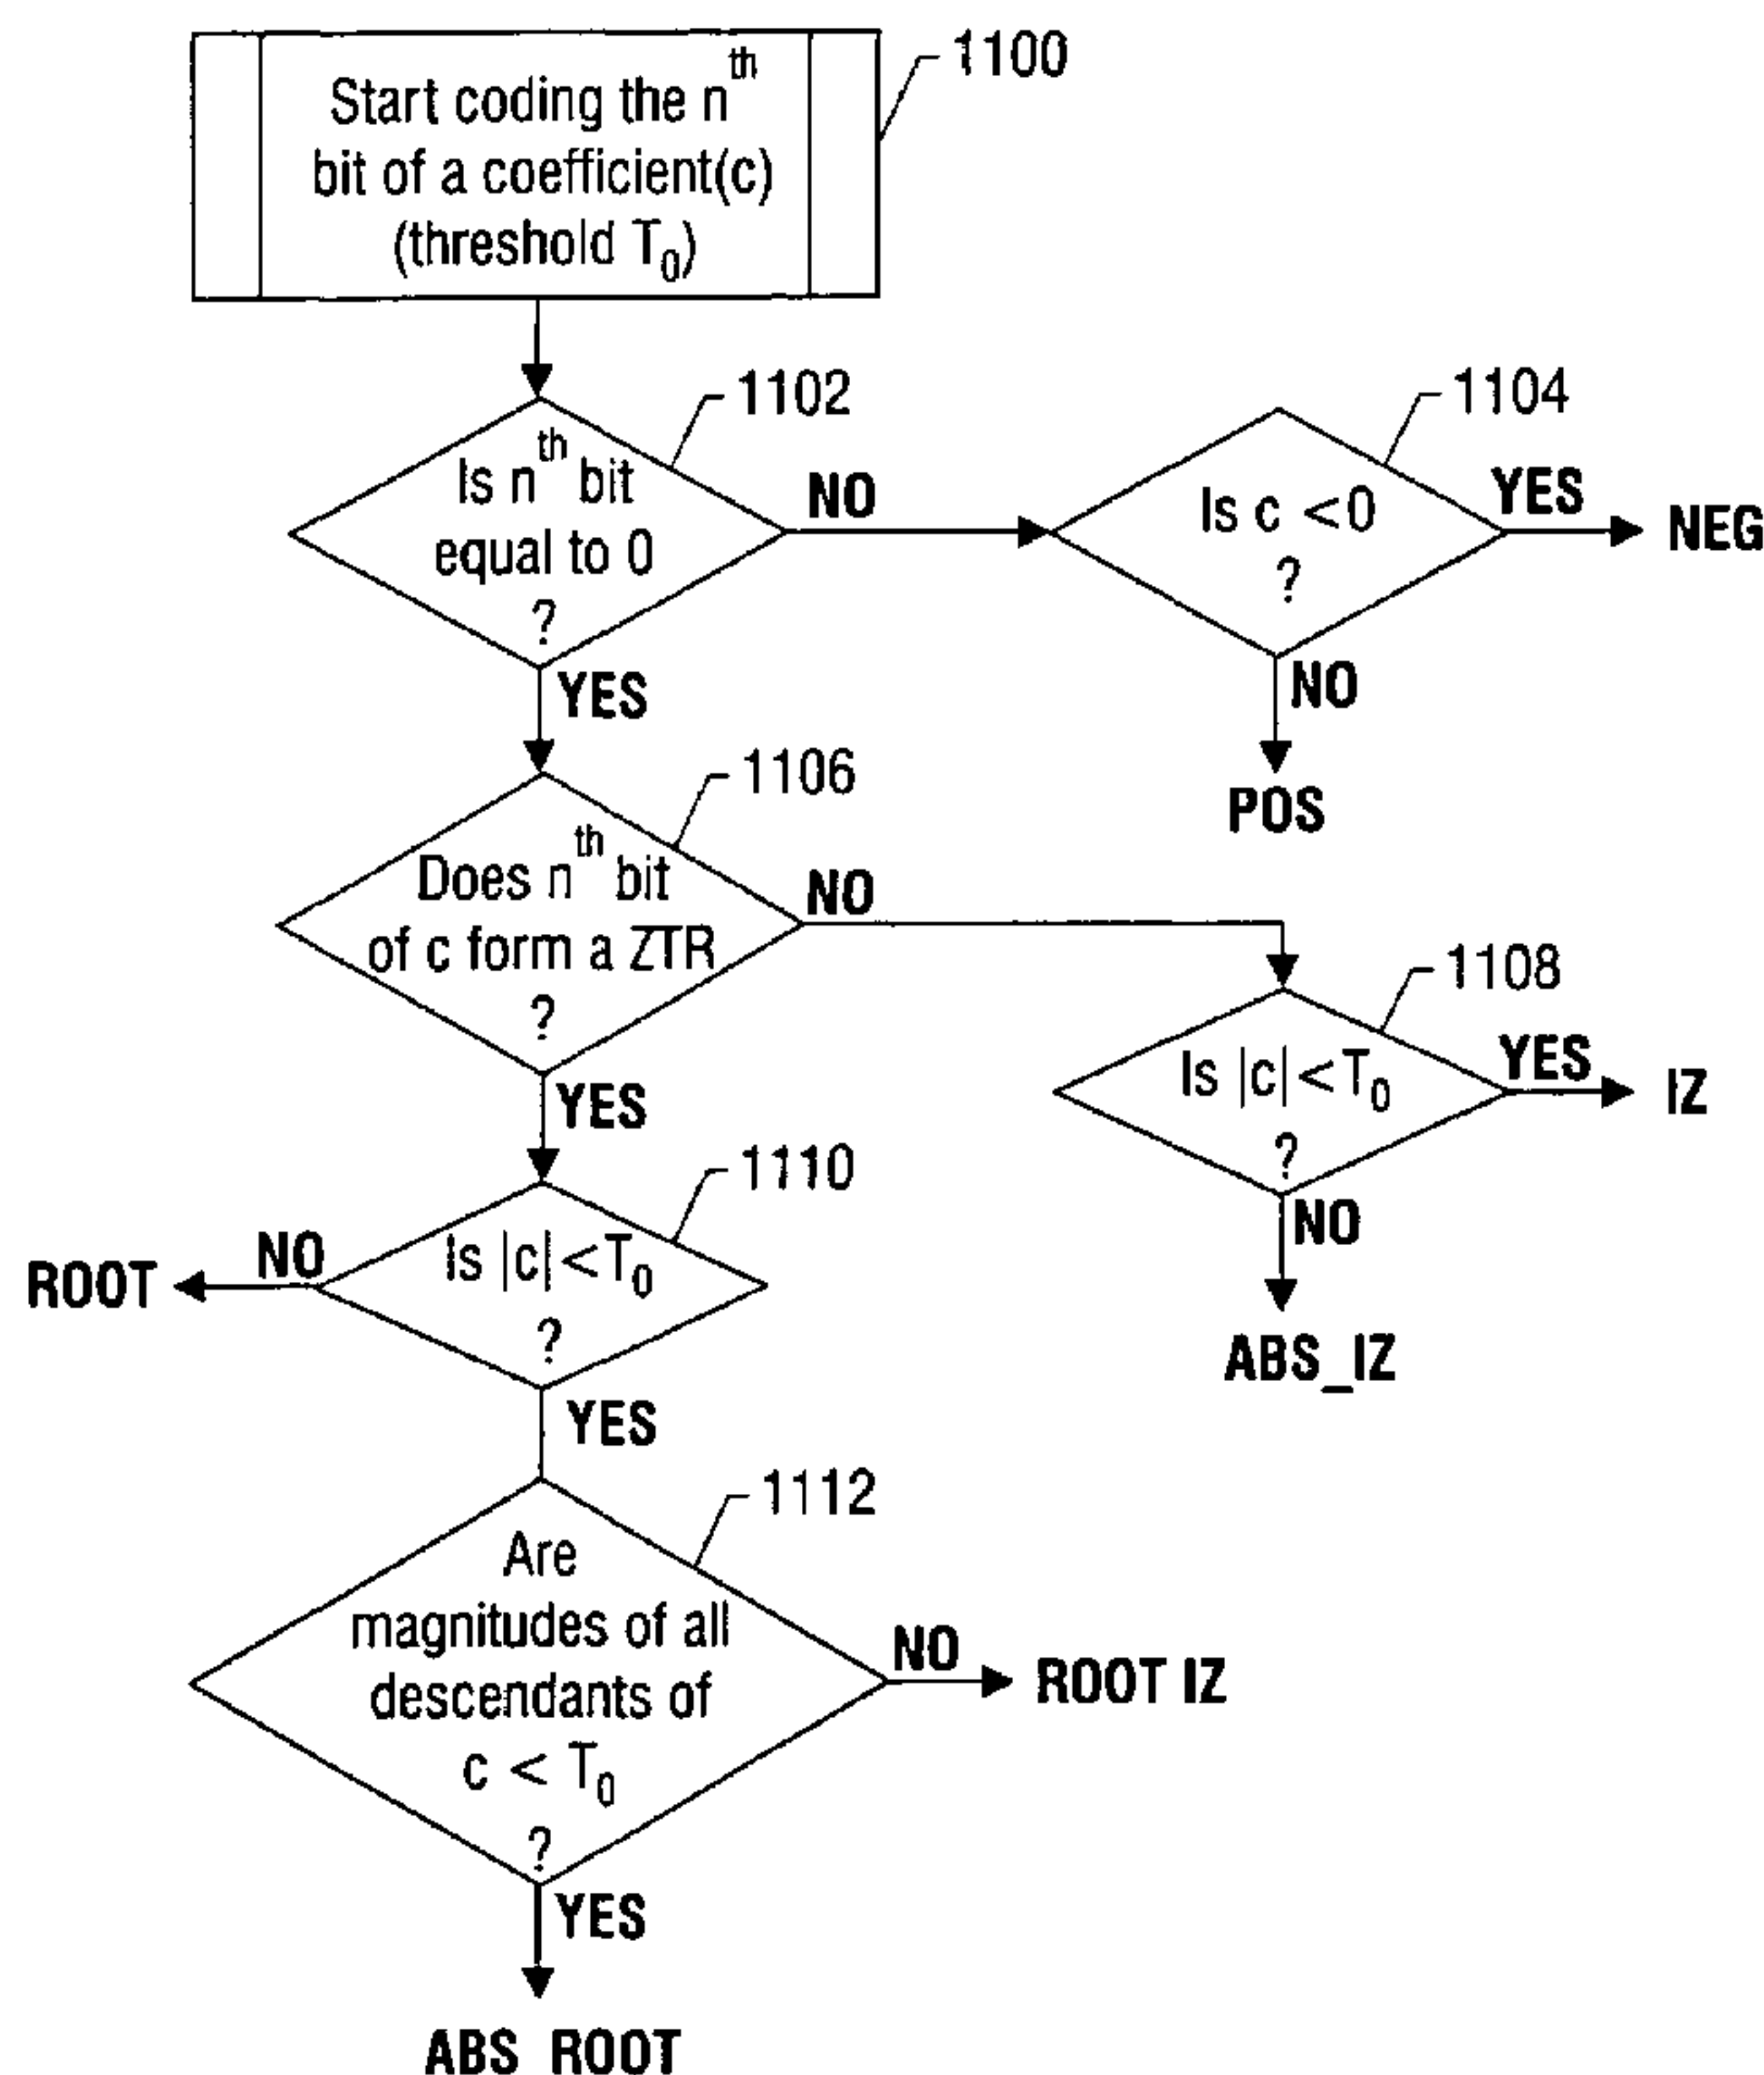 Start coding the nth
bit of a coefficient(c)
(threshold T0)
1100
1102
Is nth bit
equal to 0
?
NO
YES
1104
Is c <0
?
YES
NEG
NO
POS
1106
Does nth bit
of c form a ZTR
?
NO
YES
1108
Is |c| <T0
?
YES
IZ
NO
ABS_IZ
1110
Is |c|<T0
?
NO
ROOT
YES
1112
Are
magnitudes of all
descendants of
c < T0
?
NO
ROOT IZ
YES
ABS ROOT